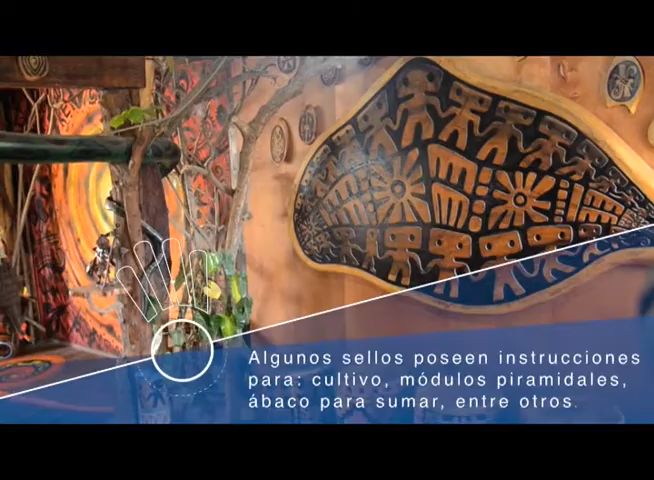 Algunos sellos poseen instrucciones
para: cultivo, módulos piramidales,
ábaco para sumar, entre otros.